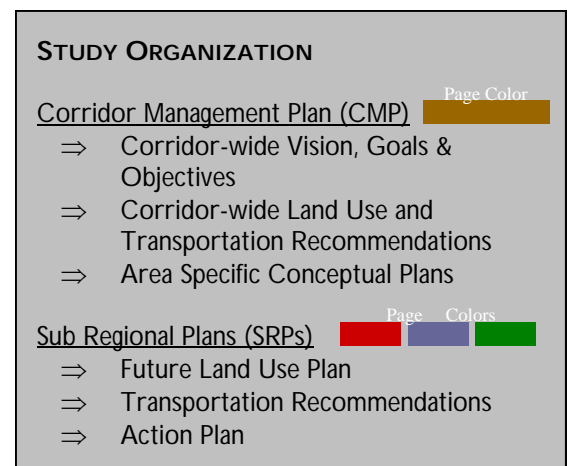 STUDY ORGANIZATION
Page Color
Corridor Management Plan (CMP)
⇒ Corridor-wide Vision, Goals &
Objectives
⇒ Corridor-wide Land Use and
Transportation Recommendations
⇒ Area Specific Conceptual Plans
Page Colors
Sub Regional Plans (SRPs)
⇒ Future Land Use Plan
⇒ Transportation Recommendations
⇒ Action Plan